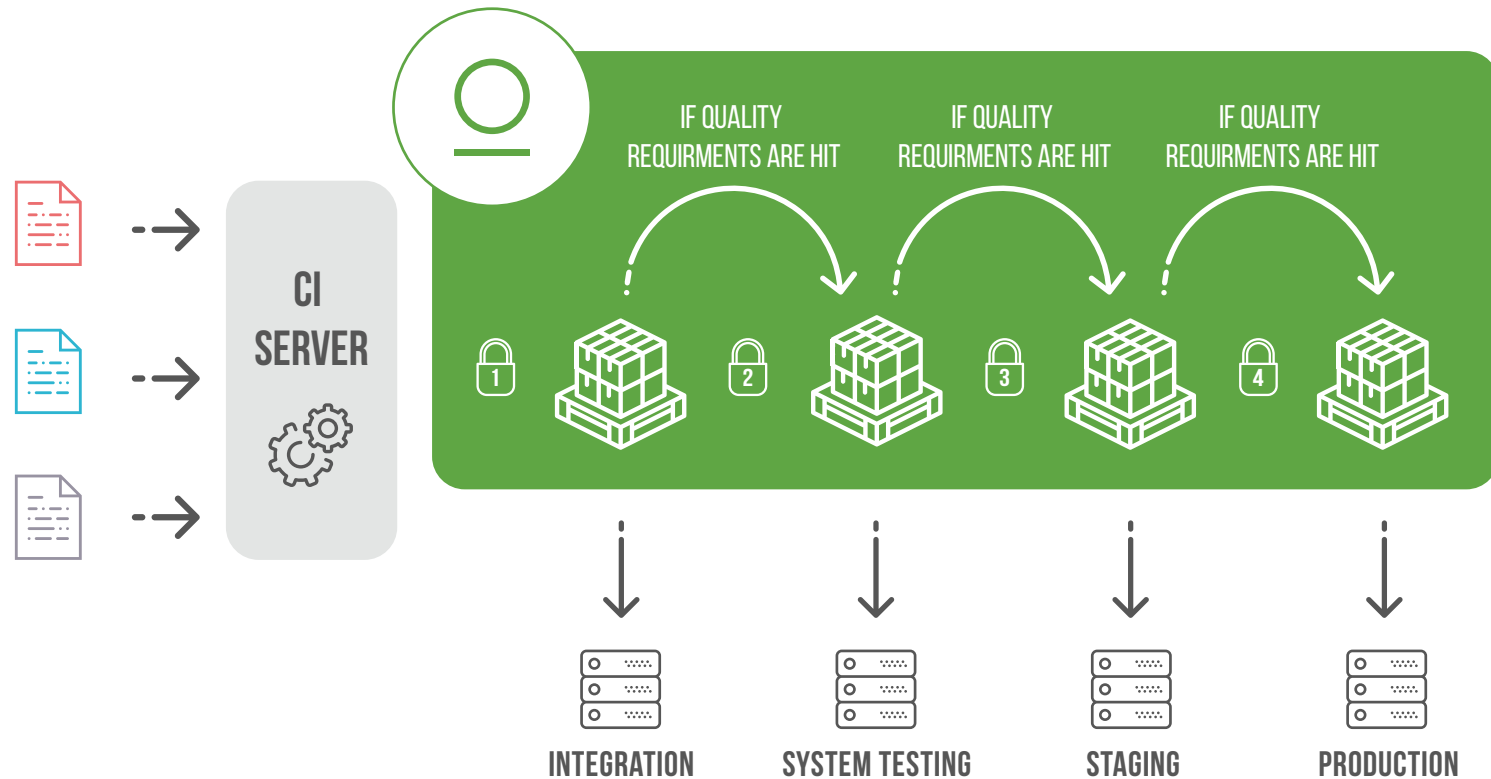 IF QUALITY
REQUIRMENTS ARE HIT
IF QUALITY
REQUIRMENTS ARE HIT
IF QUALITY
REQUIRMENTS ARE HIT
CI
SERVER
1
2
3
4
INTEGRATION
SYSTEM TESTING
STAGING
PRODUCTION